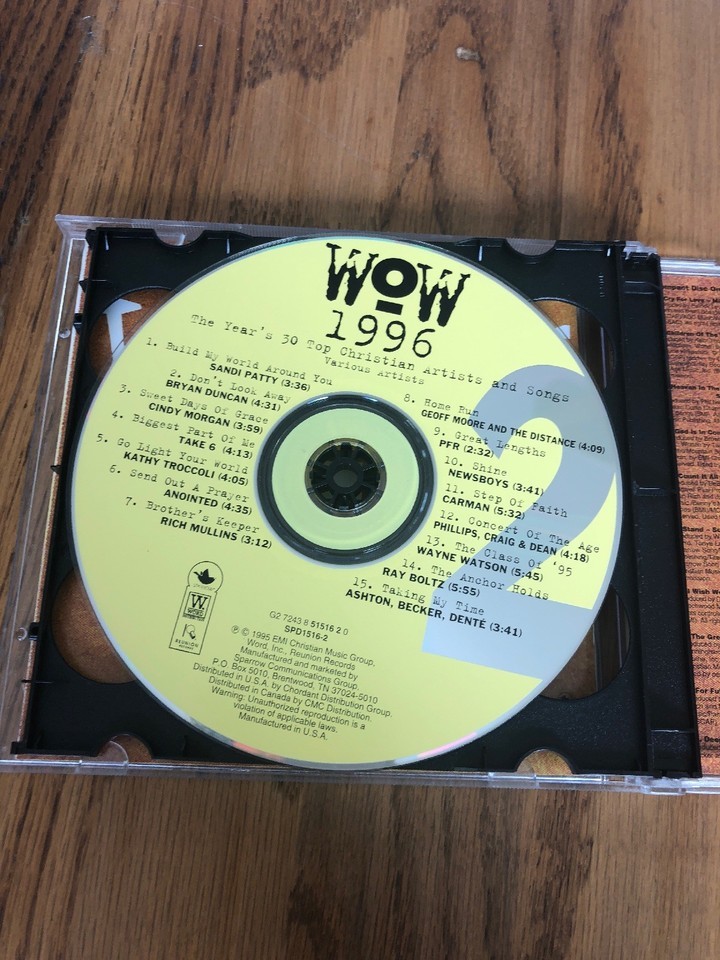 WOW
1996
The Year's 30 Top Christian Artists and Songs
Various Artists
1. Build My World Around You
SANDI PATTY (3:36)
2. Don't Look Away
BRYAN DUNCAN (4:31)
3. Sweet Days Of Grace
CINDY MORGAN (3:59)
4. Biggest Part Of Me
TAKE 6 (4:13)
5. Go Light Your World
KATHY TROCCOLI (4:05)
6. Send Out A Prayer
ANOINTED (4:35)
7. Brother's Keeper
RICH MULLINS (3:12)
8. Home Run
GEOFF MOORE AND THE DISTANCE (4:09)
9. Great Lengths
PFR (2:32)
10. Shine
NEWSBOYS (3:41)
11. Step Of Faith
CARMAN (5:32)
12. Concert Of The Age
PHILLIPS, CRAIG & DEAN (4:18)
13. The Class Of '95
WAYNE WATSON (5:45)
14. The Anchor Holds
RAY BOLTZ (5:55)
15. Taking My Time
ASHTON, BECKER, DENTÉ (3:41)
2
W.
R
REUNION
G2 7243 8 51516 2 0
SPD1516-2
℗ © 1995 EMI Christian Music Group,
Word, Inc., Reunion Records
Manufactured and marketed by
Sparrow Communications Group,
P.O. Box 5010, Brentwood, TN 37024-5010
Distributed in U.S.A. by Chordant Distribution Group.
Distributed in Canada by CMC Distribution.
Warning: Unauthorized reproduction is a
violation of applicable laws.
Manufactured in U.S.A.